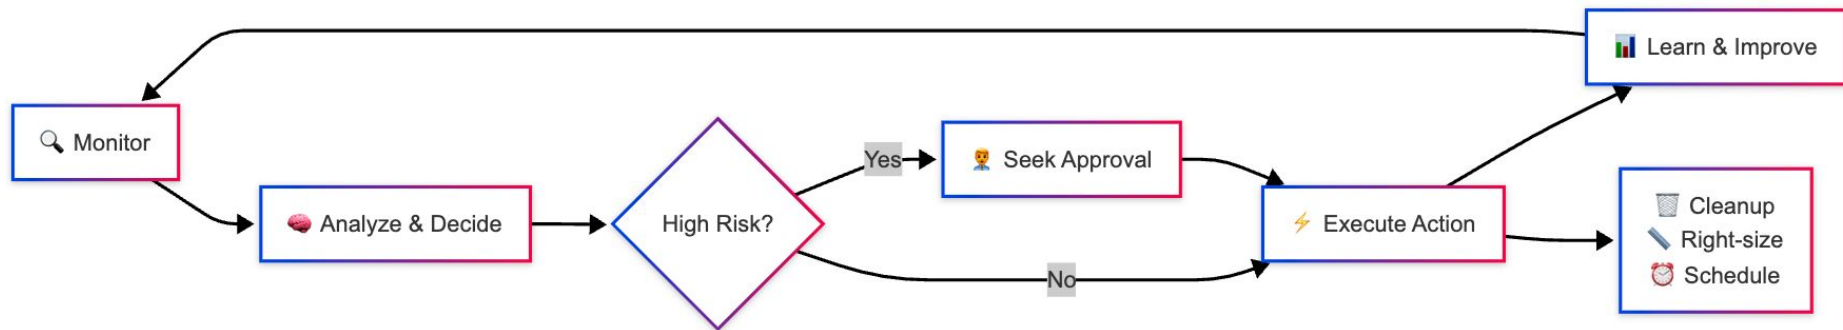 🔍 Monitor
🧠 Analyze & Decide
High Risk?
Yes
No
👨‍💼 Seek Approval
⚡ Execute Action
📊 Learn & Improve
🗑️ Cleanup
📏 Right-size
⏰ Schedule